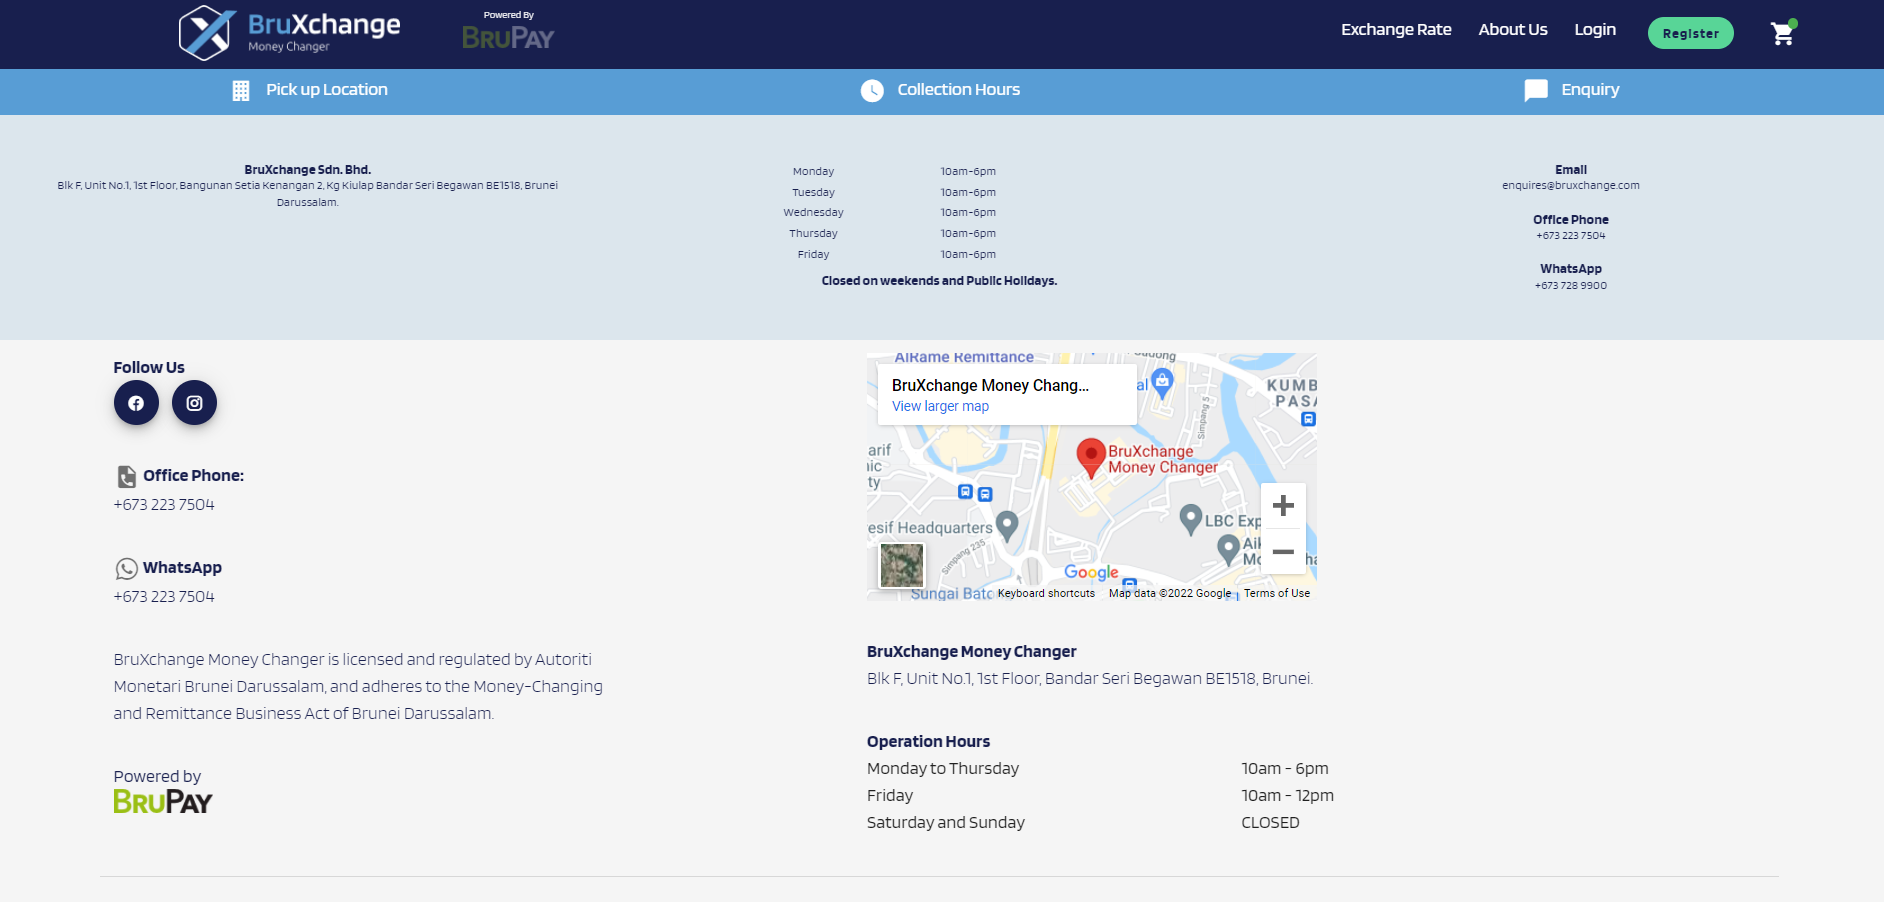 BruXchange
Money Changer
Powered By
BRUPAY
Exchange Rate
About Us
Login
Register
Pick up Location
Collection Hours
Enquiry
BruXchange Sdn. Bhd.
Blk F, Unit No.1, 1st Floor, Bangunan Setia Kenangan 2, Kg Kiulap Bandar Seri Begawan BE1518, Brunei
Darussalam.
Monday 10am-6pm
Tuesday 10am-6pm
Wednesday 10am-6pm
Thursday 10am-6pm
Friday 10am-6pm
Closed on weekends and Public Holidays.
Email
enquires@bruxchange.com
Office Phone
+673 223 7504
WhatsApp
+673 728 9900
Follow Us
Office Phone:
+673 223 7504
WhatsApp
+673 223 7504
BruXchange Money Changer is licensed and regulated by Autoriti
Monetari Brunei Darussalam, and adheres to the Money-Changing
and Remittance Business Act of Brunei Darussalam.
Powered by
BRUPAY
AlRame Remittance
BruXchange Money Chang...
View larger map
al
KUMB
PASA
Simpang 5
arif
ic
ty
BruXchange
Money Changer
esif Headquarters
LBC Exp
Simpang 235
Aik
Mo
ha
Google
Sungai Bato
Keyboard shortcuts
Map data ©2022 Google
Terms of Use
BruXchange Money Changer
Blk F, Unit No.1, 1st Floor, Bandar Seri Begawan BE1518, Brunei.
Operation Hours
Monday to Thursday 10am - 6pm
Friday 10am - 12pm
Saturday and Sunday CLOSED